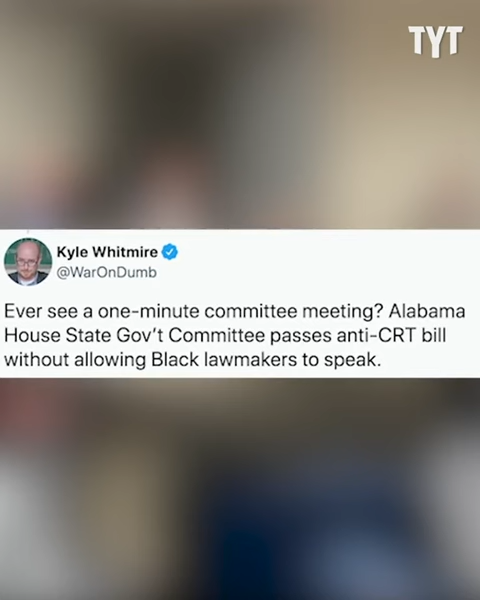 TYT
Kyle Whitmire
@WarOnDumb
Ever see a one-minute committee meeting? Alabama
House State Gov't Committee passes anti-CRT bill
without allowing Black lawmakers to speak.